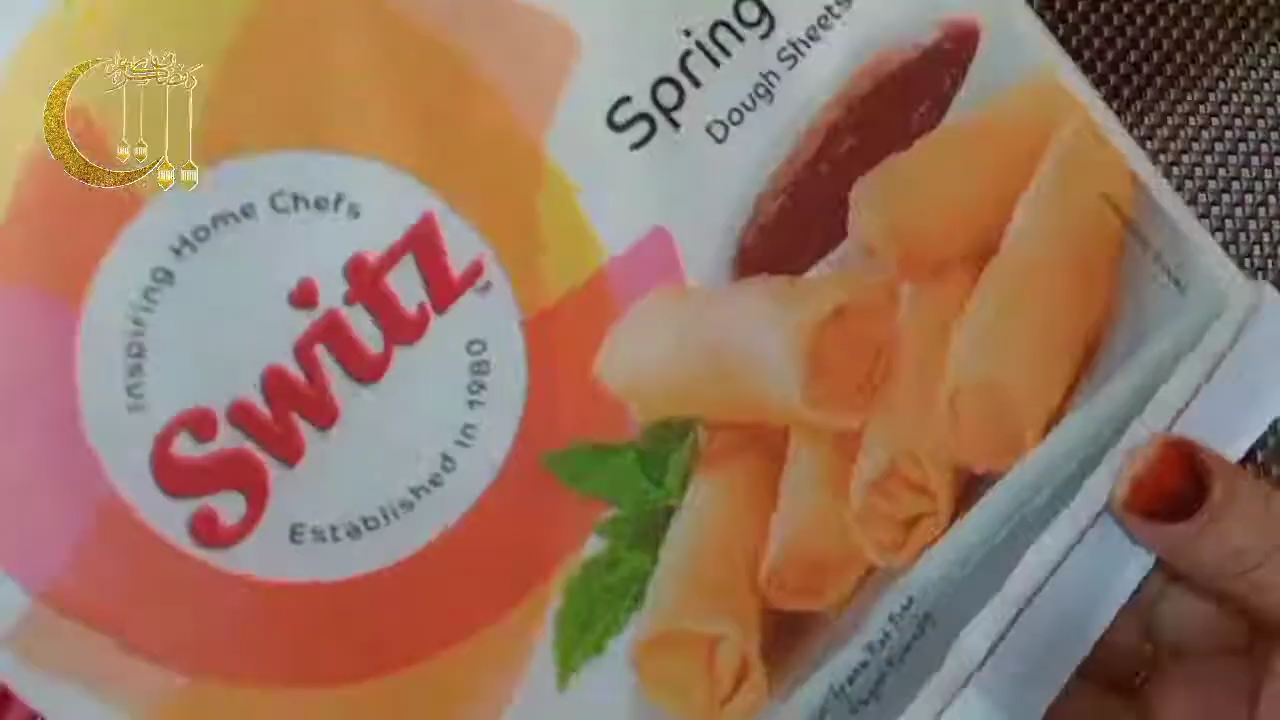 Spring
Dough Sheets
Inspiring Home Chefs
Switz
Established in 1980